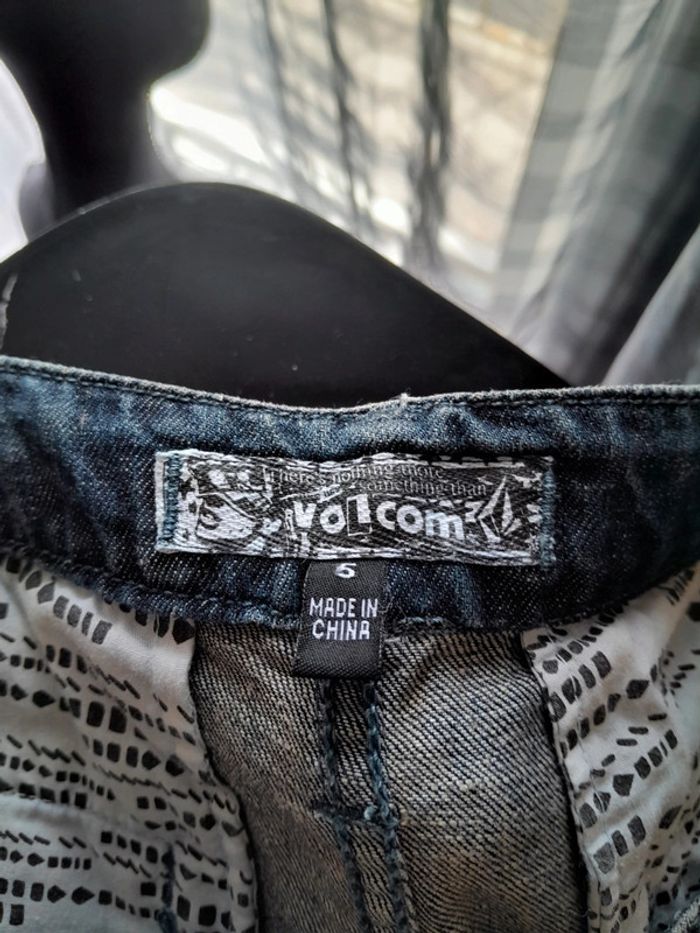 There's nothing more
something than
Volcom
5
MADE IN
CHINA